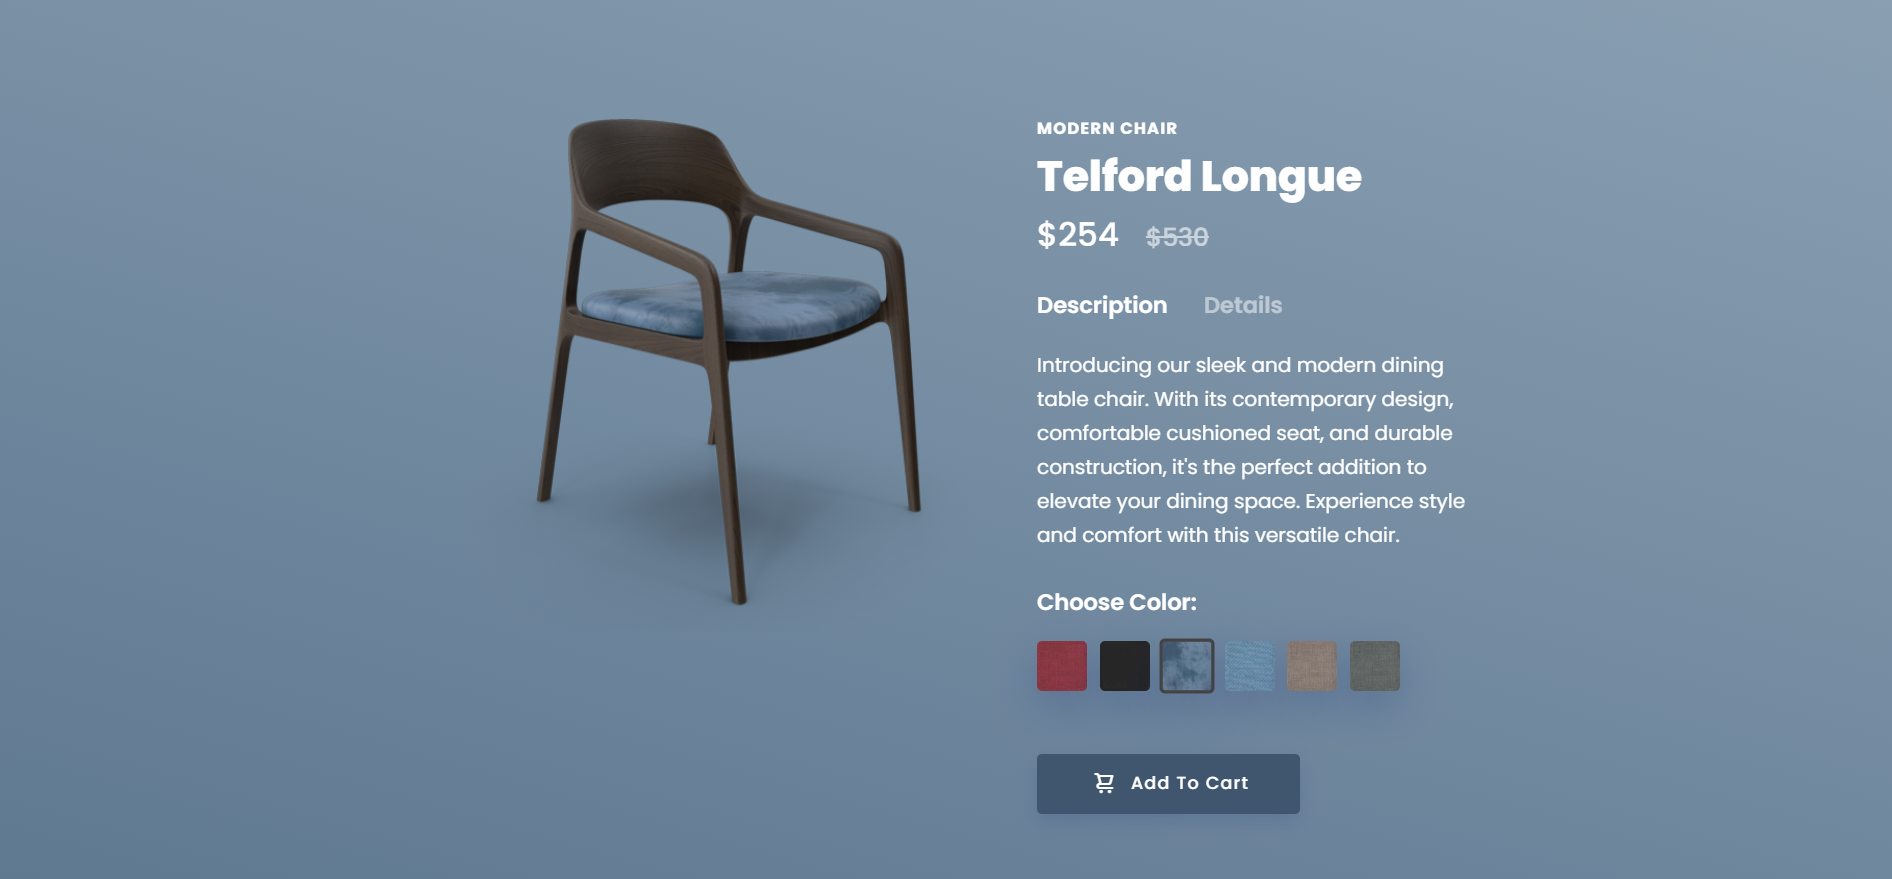 MODERN CHAIR
Telford Longue
$254 $530
Description Details
Introducing our sleek and modern dining
table chair. With its contemporary design,
comfortable cushioned seat, and durable
construction, it's the perfect addition to
elevate your dining space. Experience style
and comfort with this versatile chair.
Choose Color:
Add To Cart